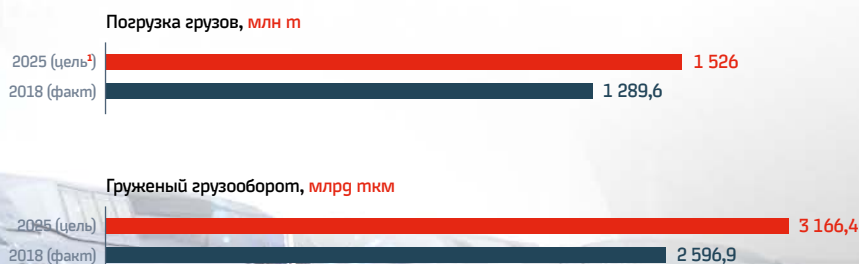 Погрузка грузов, млн т
2025 (цель¹) 1 526
2018 (факт) 1 289,6
Груженый грузооборот, млрд ткм
2025 (цель) 3 166,4
2018 (факт) 2 596,9